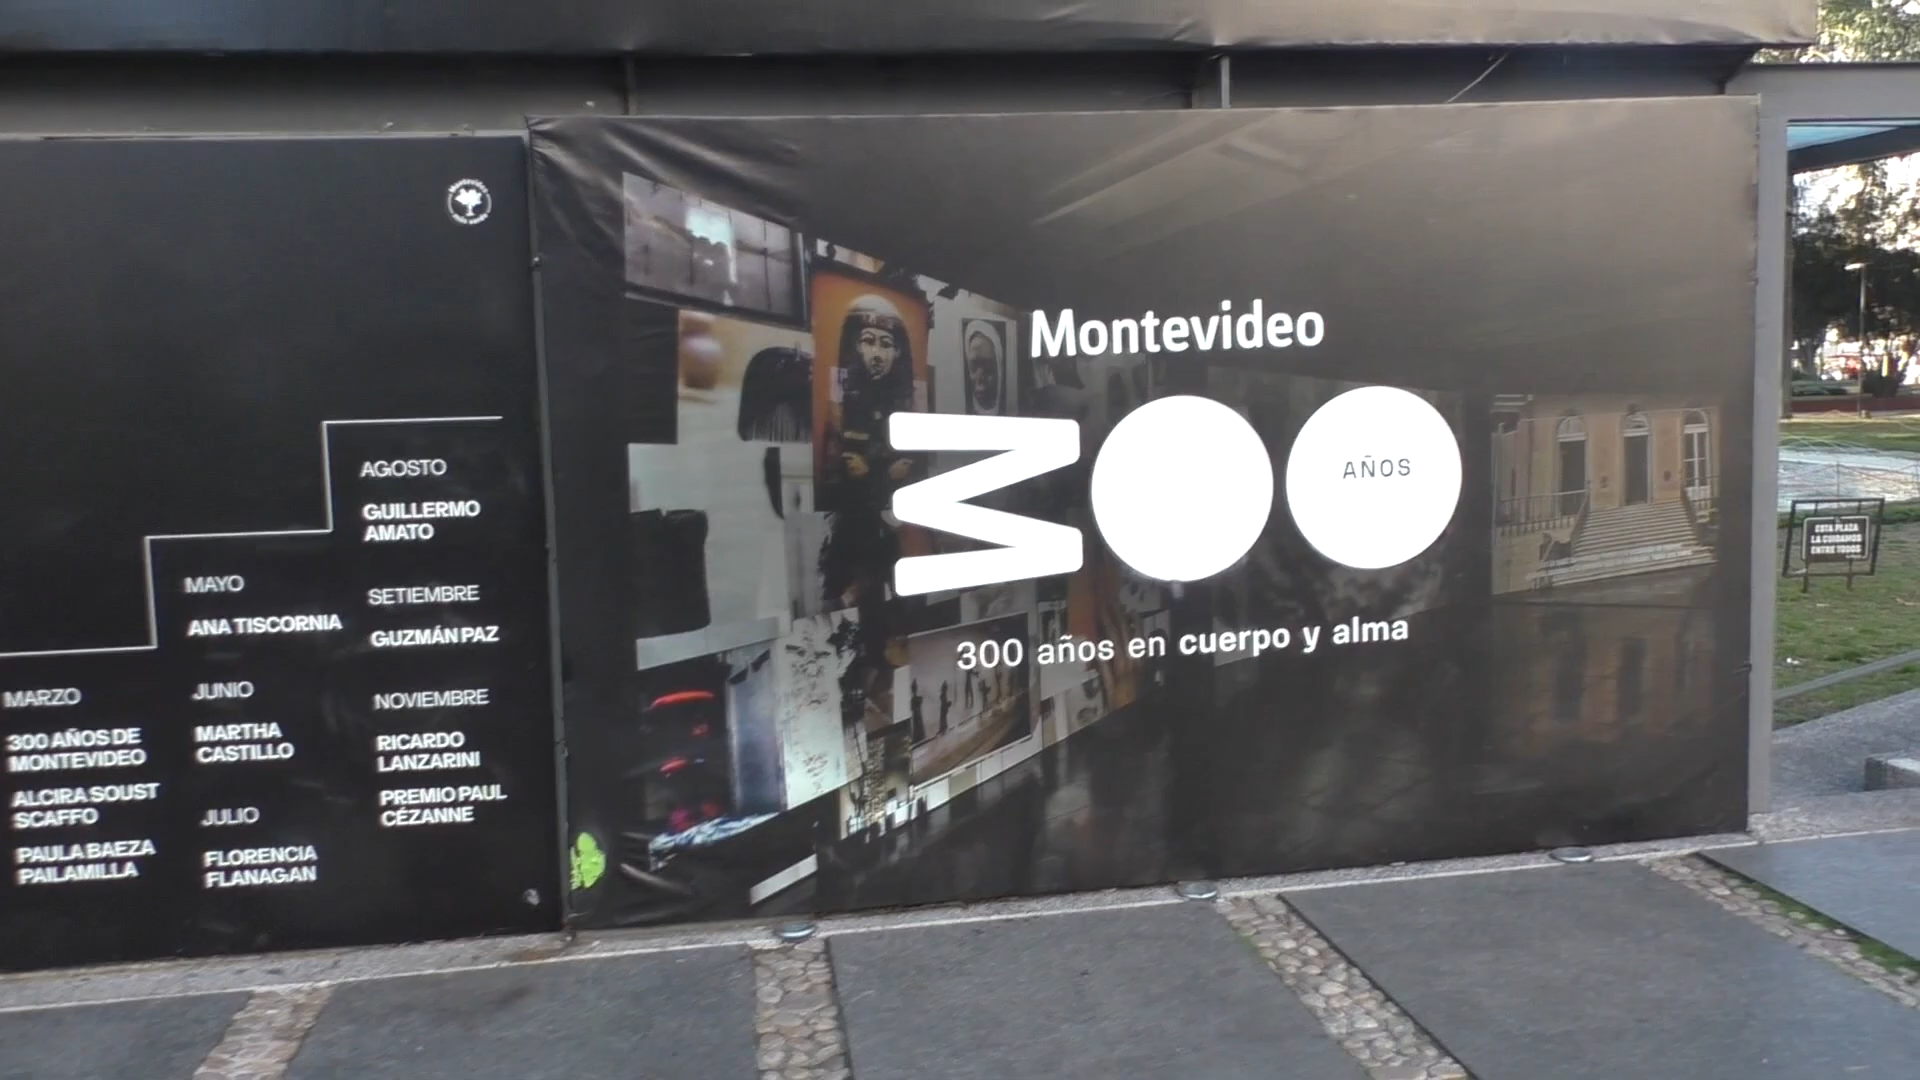 Montevideo
AGOSTO
GUILLERMO
AMATO
SETIEMBRE
GUZMÁN PAZ
NOVIEMBRE
RICARDO
LANZARINI
PREMIO PAUL
CÉZANNE
MAYO
ANA TISCORNIA
JUNIO
MARTHA
CASTILLO
JULIO
FLORENCIA
FLANAGAN
MARZO
300 AÑOS DE
MONTEVIDEO
ALCIRA SOUST
SCAFFO
PAULA BAEZA
PAILAMILLA
Montevideo
AÑOS
300 años en cuerpo y alma
ESTA PLAZA
LA CUIDAMOS
ENTRE TODOS